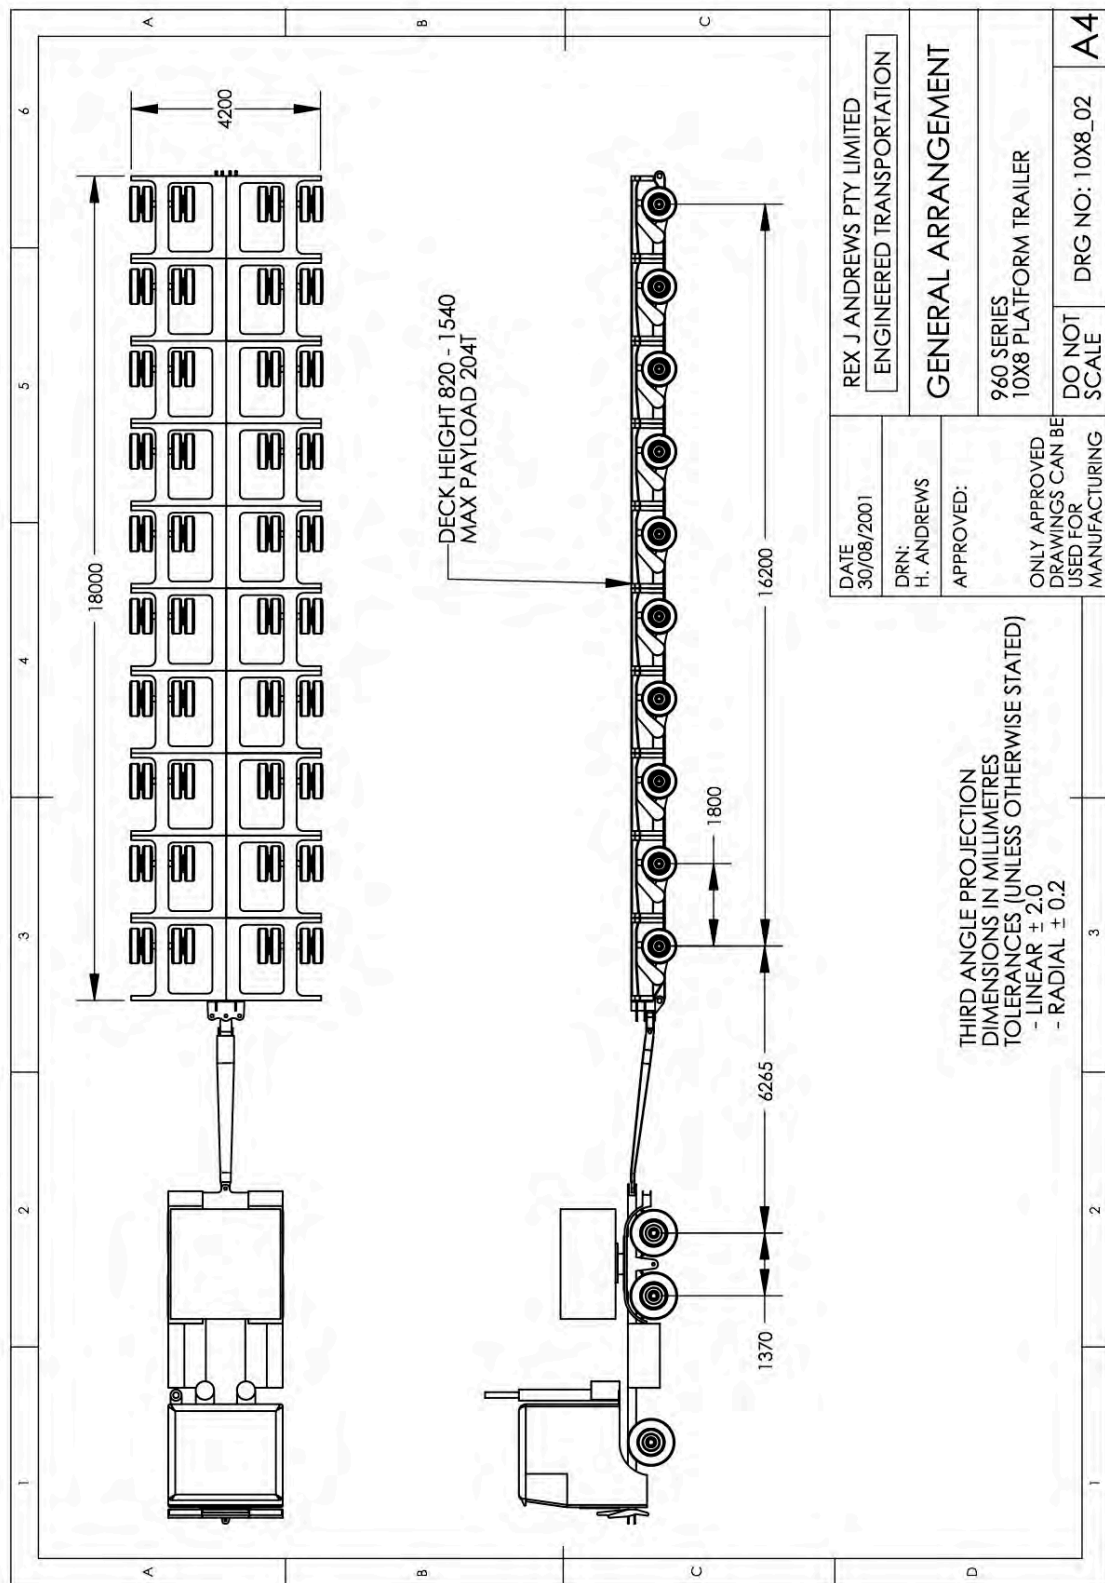 1
2
3
4
5
6
A
A
18000
4200
B
B
DECK HEIGHT 820 - 1540
MAX PAYLOAD 204T
C
C
1370
6265
1800
16200
THIRD ANGLE PROJECTION
DIMENSIONS IN MILLIMETRES
TOLERANCES (UNLESS OTHERWISE STATED)
- LINEAR ± 2.0
- RADIAL ± 0.2
DATE
30/08/2001
DRN:
H. ANDREWS
APPROVED:
ONLY APPROVED
DRAWINGS CAN BE
USED FOR
MANUFACTURING
REX J ANDREWS PTY LIMITED
ENGINEERED TRANSPORTATION
GENERAL ARRANGEMENT
960 SERIES
10X8 PLATFORM TRAILER
DO NOT
SCALE
DRG NO: 10X8_02
A4
D
1
2
3